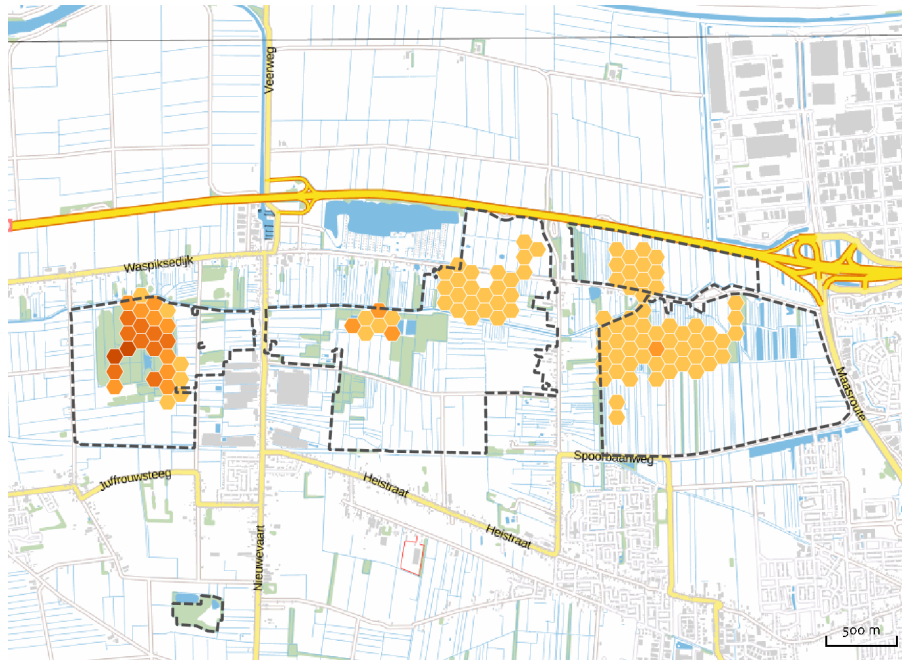 Veerweg
Waspiksedijk
Maasroute
Spoorbaanweg
Juffrouwsteeg
Heistraat
Heistraat
Nieuwevaart
500 m